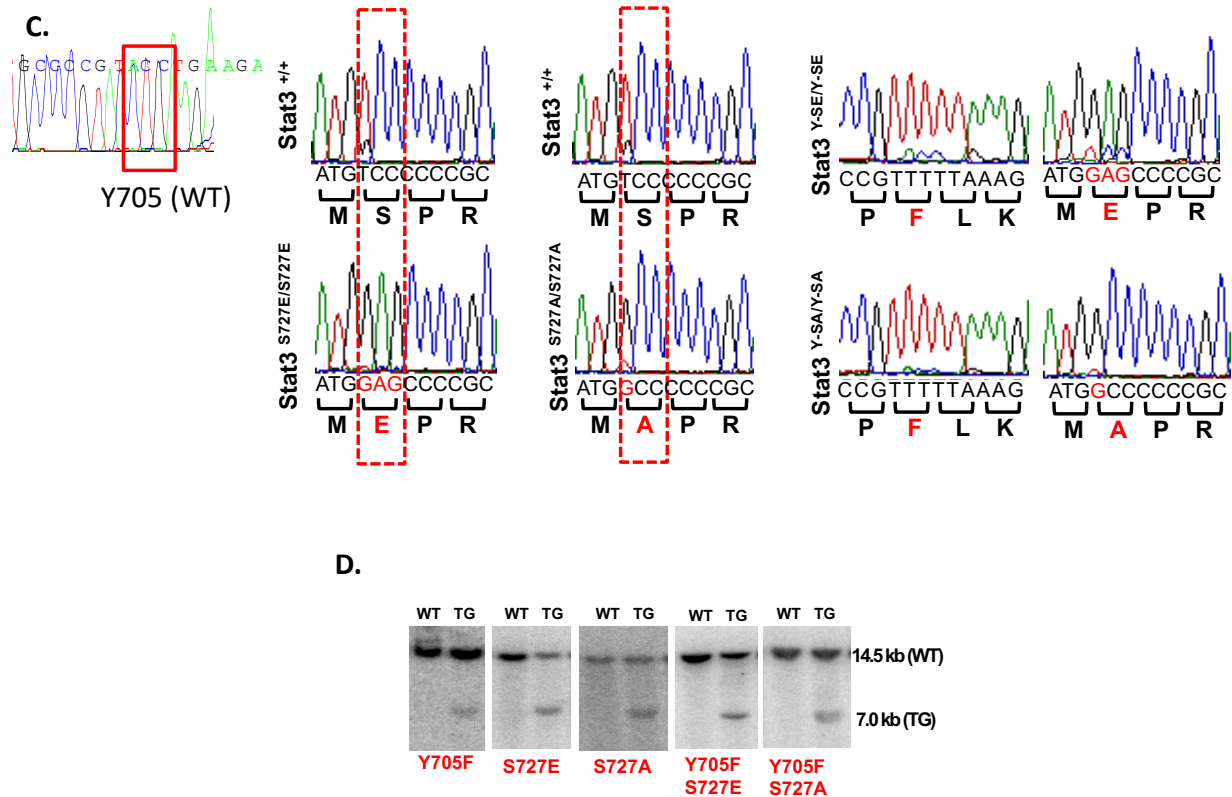 C.
G C G C C G T A C C T G A A G A
Y705 (WT)
Stat3 +/+
ATGTCCCCCCGC
M S P R
Stat3 S727E/S727E
ATGGAGCCCCGC
M E P R
Stat3 +/+
ATGTCCCCCCGC
M S P R
Stat3 S727A/S727A
ATGGCCCCCCGC
M A P R
Stat3 Y-SE/Y-SE
CCGTTTTTAAAG
P F L K
ATGGAGCCCCGC
M E P R
Stat3 Y-SA/Y-SA
CCGTTTTTAAAG
P F L K
ATGGCCCCCCGC
M A P R
D.
WT TG WT TG WT TG WT TG WT TG
14.5 kb (WT)
7.0 kb (TG)
Y705F S727E S727A Y705F S727E Y705F S727A